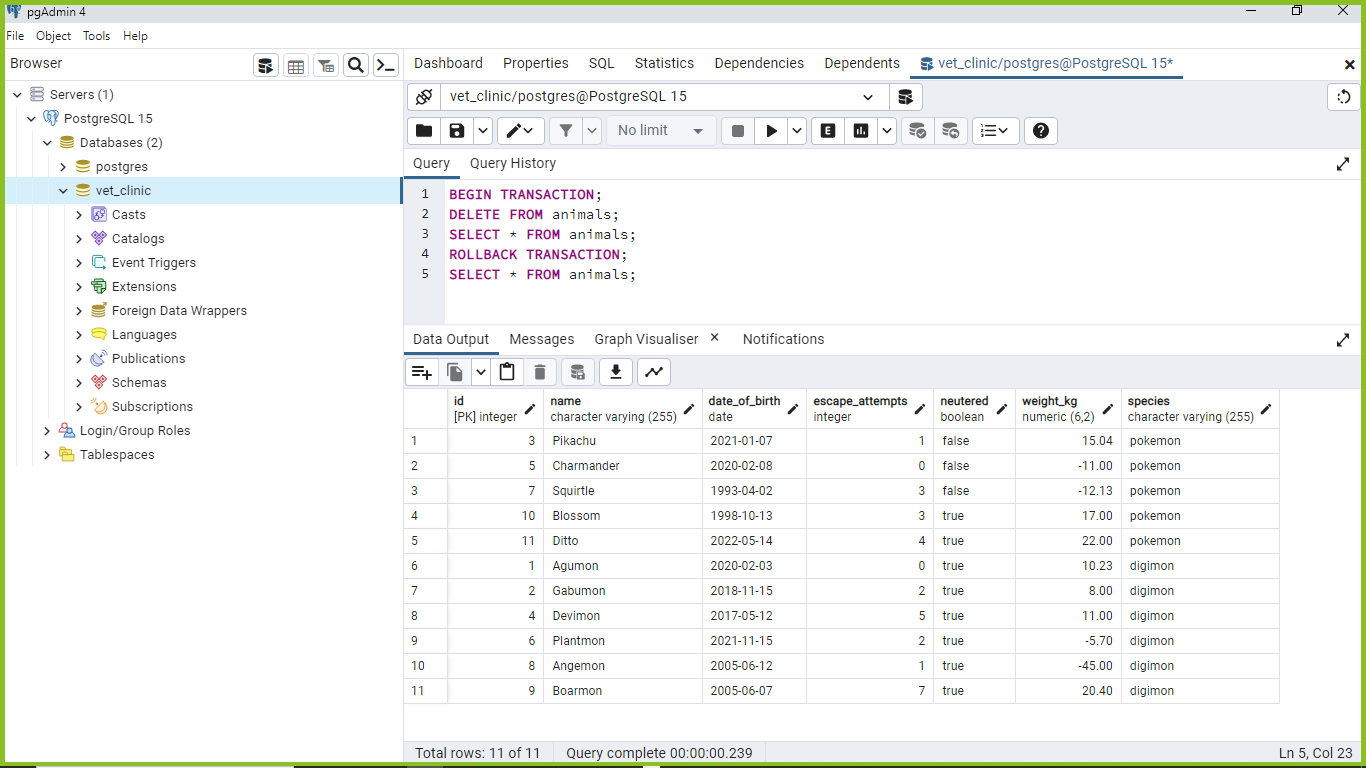 pgAdmin 4
File Object Tools Help
Browser
Servers (1)
PostgreSQL 15
Databases (2)
postgres
vet_clinic
Casts
Catalogs
Event Triggers
Extensions
Foreign Data Wrappers
Languages
Publications
Schemas
Subscriptions
Login/Group Roles
Tablespaces
Dashboard Properties SQL Statistics Dependencies Dependents vet_clinic/postgres@PostgreSQL 15*
vet_clinic/postgres@PostgreSQL 15
No limit E
Query Query History
1 BEGIN TRANSACTION;
2 DELETE FROM animals;
3 SELECT * FROM animals;
4 ROLLBACK TRANSACTION;
5 SELECT * FROM animals;
Data Output Messages Graph Visualiser Notifications
id name date_of_birth escape_attempts neutered weight_kg species
[PK] integer character varying (255) date integer boolean numeric (6,2) character varying (255)
1 3 Pikachu 2021-01-07 1 false 15.04 pokemon
2 5 Charmander 2020-02-08 0 false -11.00 pokemon
3 7 Squirtle 1993-04-02 3 false -12.13 pokemon
4 10 Blossom 1998-10-13 3 true 17.00 pokemon
5 11 Ditto 2022-05-14 4 true 22.00 pokemon
6 1 Agumon 2020-02-03 0 true 10.23 digimon
7 2 Gabumon 2018-11-15 2 true 8.00 digimon
8 4 Devimon 2017-05-12 5 true 11.00 digimon
9 6 Plantmon 2021-11-15 2 true -5.70 digimon
10 8 Angemon 2005-06-12 1 true -45.00 digimon
11 9 Boarmon 2005-06-07 7 true 20.40 digimon
Total rows: 11 of 11 Query complete 00:00:00.239 Ln 5, Col 23